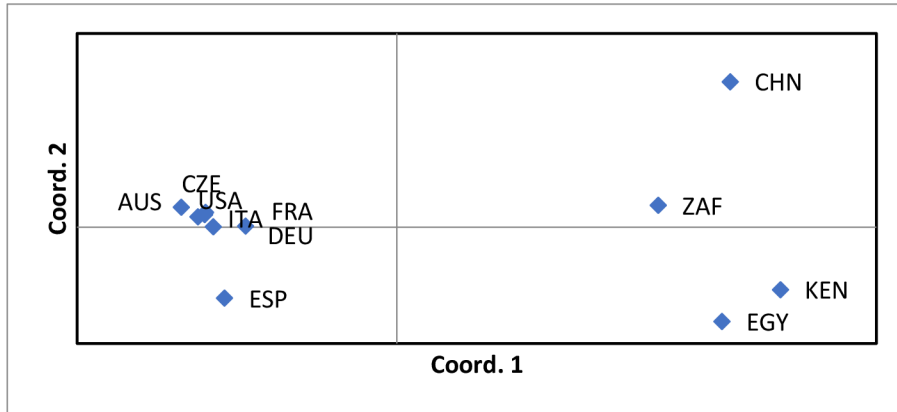 CHN
CZE
AUS
USA
ZAF
FRA
ITA
DEU
KEN
ESP
EGY
Coord. 2
Coord. 1